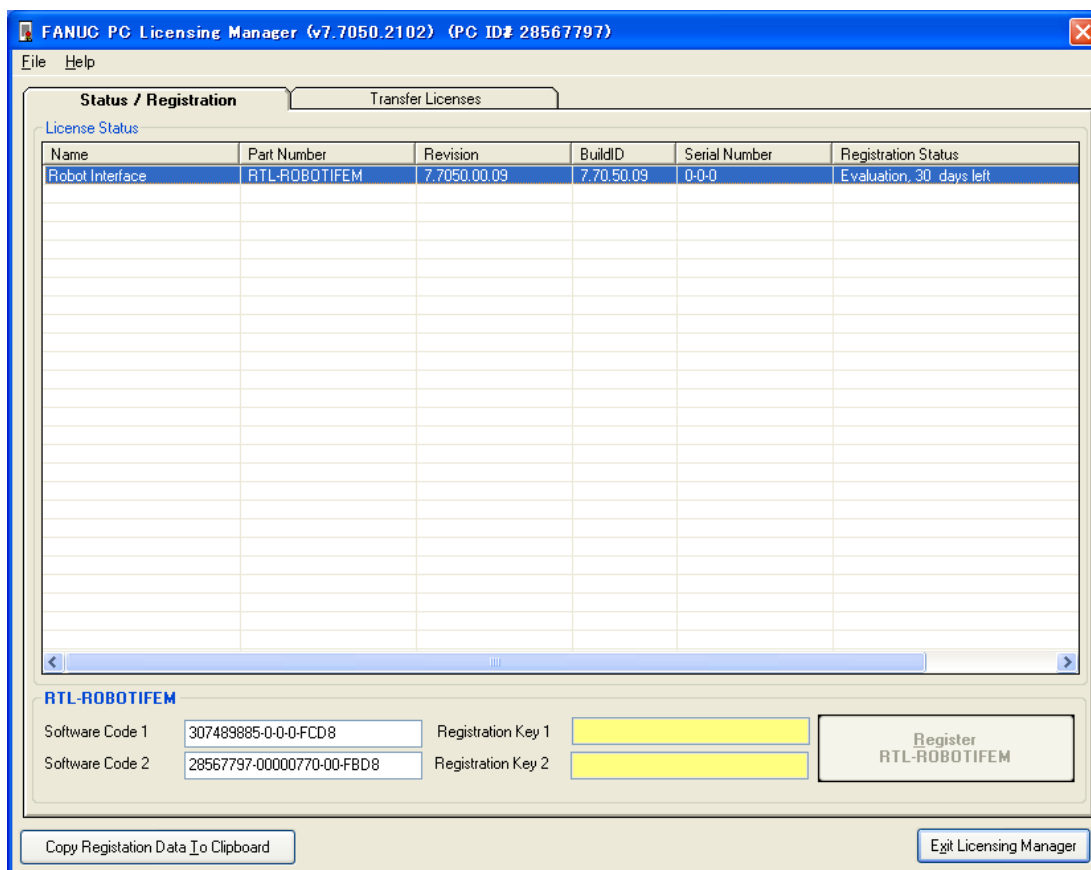 FANUC PC Licensing Manager (v7.7050.2102) (PC ID# 28567797)
File Help
Status / Registration Transfer Licenses
License Status
Name Part Number Revision BuildID Serial Number Registration Status
Robot Interface RTL-ROBOTIFEM 7.7050.00.09 7.70.50.09 0-0-0 Evaluation, 30 days left
RTL-ROBOTIFEM
Software Code 1 307489885-0-0-0-FCD8 Registration Key 1
Software Code 2 28567797-00000770-00-FBD8 Registration Key 2
Register
RTL-ROBOTIFEM
Copy Registation Data To Clipboard Exit Licensing Manager